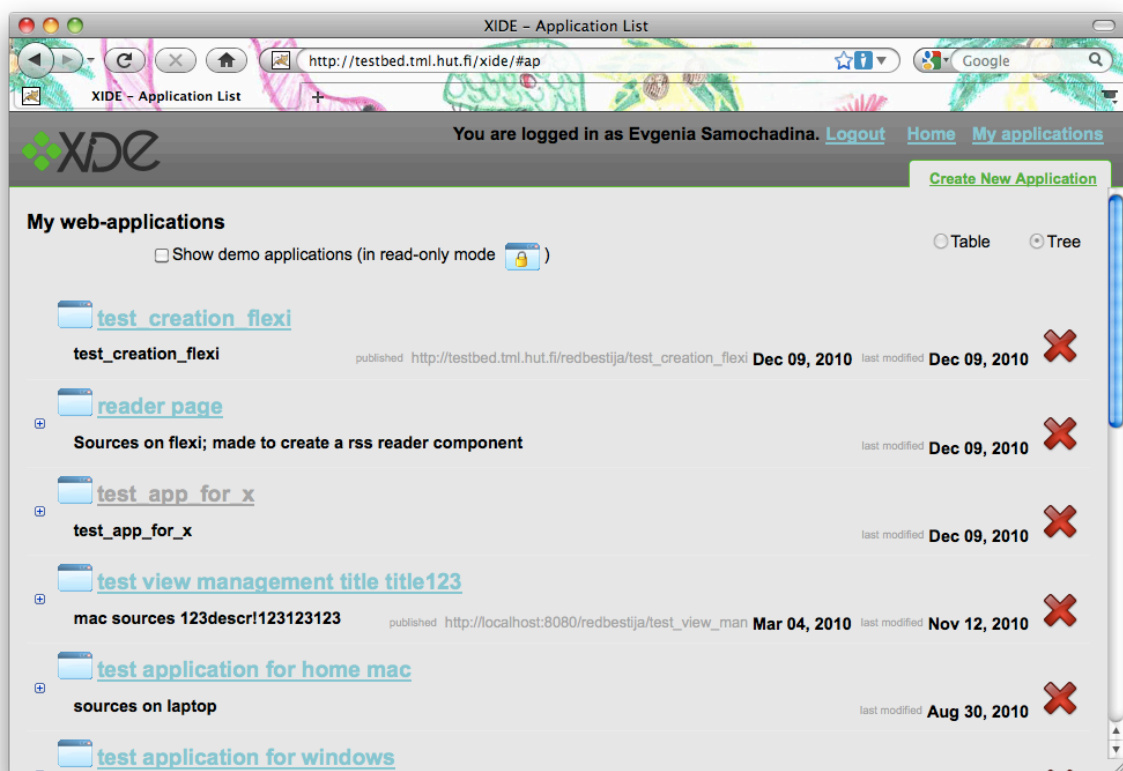 XIDE – Application List
http://testbed.tml.hut.fi/xide/#ap
Google
XIDE – Application List
XIDE
You are logged in as Evgenia Samochadina. Logout Home My applications
Create New Application
My web-applications
Show demo applications (in read-only mode )
Table Tree
test_creation_flexi
test_creation_flexi published http://testbed.tml.hut.fi/redbestija/test_creation_flexi Dec 09, 2010 last modified Dec 09, 2010
reader page
Sources on flexi; made to create a rss reader component last modified Dec 09, 2010
test_app_for_x
test_app_for_x last modified Dec 09, 2010
test view management title title123
mac sources 123descr!123123123 published http://localhost:8080/redbestija/test_view_man Mar 04, 2010 last modified Nov 12, 2010
test application for home mac
sources on laptop last modified Aug 30, 2010
test application for windows